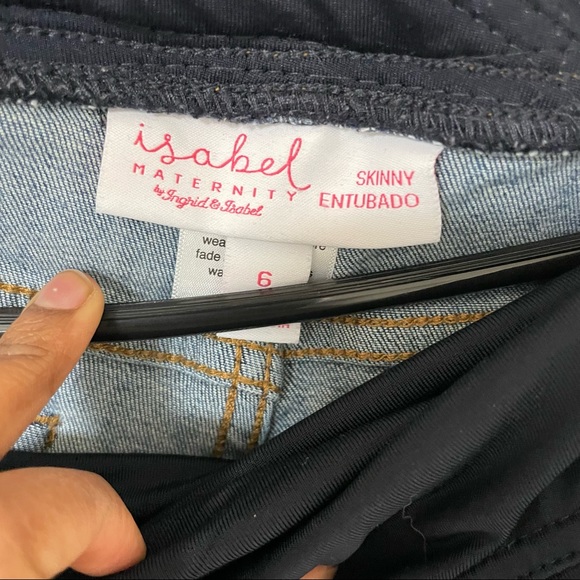 isabel
MATERNITY
by Ingrid & Isabel
SKINNY
ENTUBADO
wea
fade
wa
6